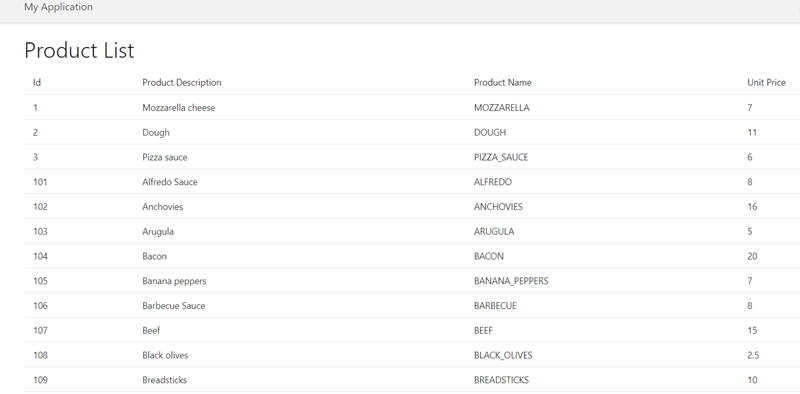 My Application
Product List
Id Product Description Product Name Unit Price
1 Mozzarella cheese MOZZARELLA 7
2 Dough DOUGH 11
3 Pizza sauce PIZZA_SAUCE 6
101 Alfredo Sauce ALFREDO 8
102 Anchovies ANCHOVIES 16
103 Arugula ARUGULA 5
104 Bacon BACON 20
105 Banana peppers BANANA_PEPPERS 7
106 Barbecue Sauce BARBECUE 8
107 Beef BEEF 15
108 Black olives BLACK_OLIVES 2.5
109 Breadsticks BREADSTICKS 10